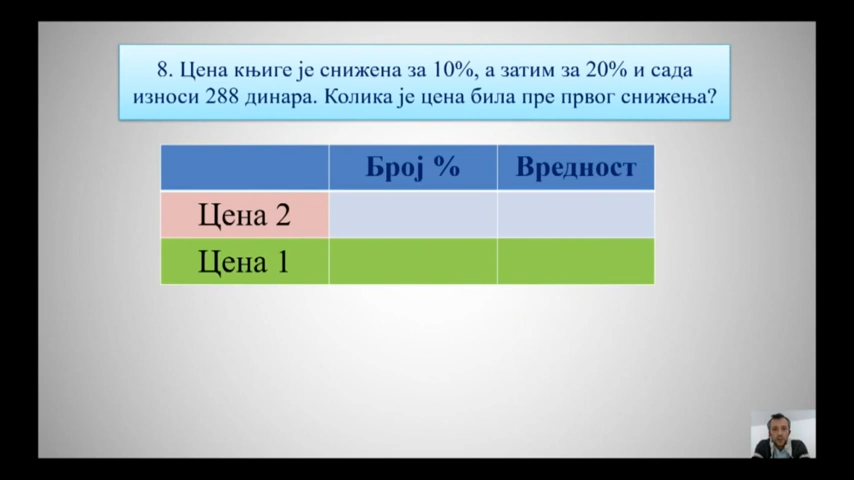 8. Цена књиге је снижена за 10%, а затим за 20% и сада
износи 288 динара. Колика је цена била пре првог снижења?
Број % Вредност
Цена 2
Цена 1